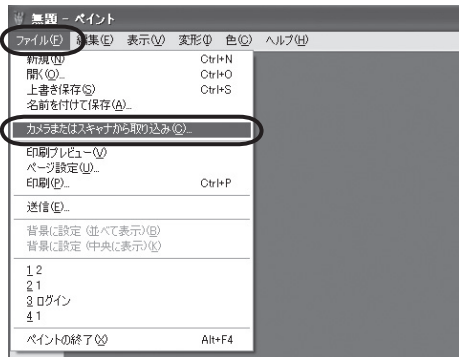 無題 - ペイント
ファイル(F) 編集(E) 表示(V) 変形(I) 色(C) ヘルプ(H)
新規(N) Ctrl+N
開く(O)... Ctrl+O
上書き保存(S) Ctrl+S
名前を付けて保存(A)...
カメラまたはスキャナから取り込み(C)...
印刷プレビュー(V)
ページ設定(U)...
印刷(P)... Ctrl+P
送信(E)...
背景に設定 (並べて表示)(B)
背景に設定 (中央に表示)(K)
1 2
2 1
3 ログイン
4 1
ペイントの終了(X) Alt+F4